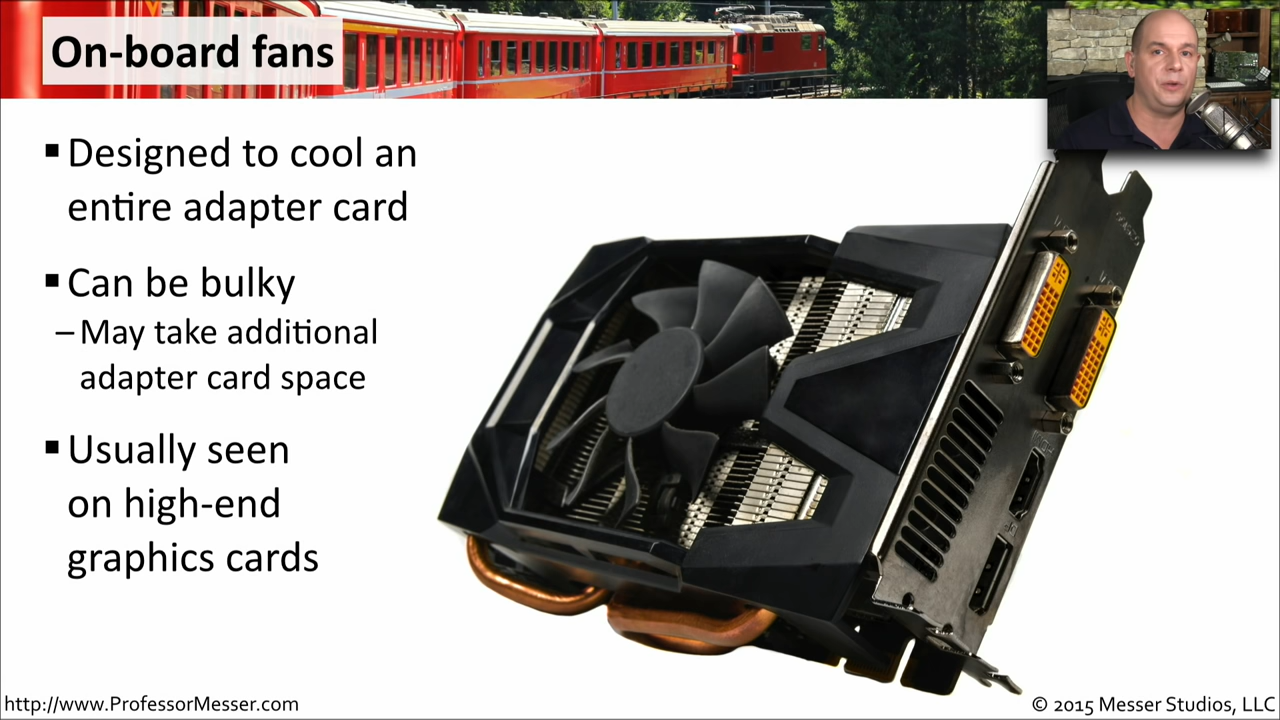 On-board fans
▪ Designed to cool an
entire adapter card
▪ Can be bulky
– May take additional
adapter card space
▪ Usually seen
on high-end
graphics cards
http://www.ProfessorMesser.com
© 2015 Messer Studios, LLC